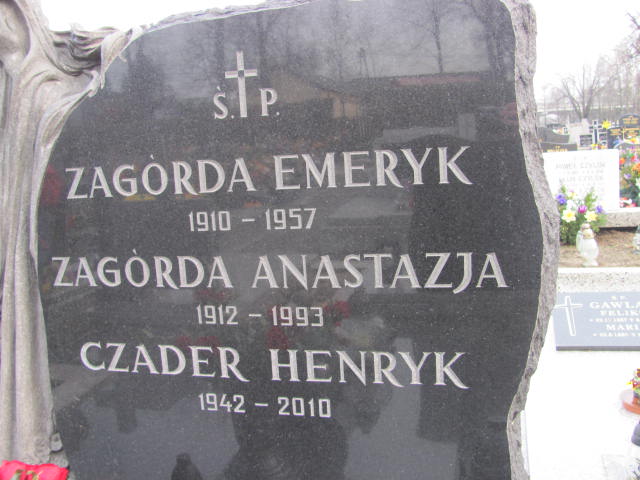 Ś.P.
ZAGÓRDA EMERYK
1910 – 1957
ZAGÓRDA ANASTAZJA
1912 – 1993
CZADER HENRYK
1942 – 2010